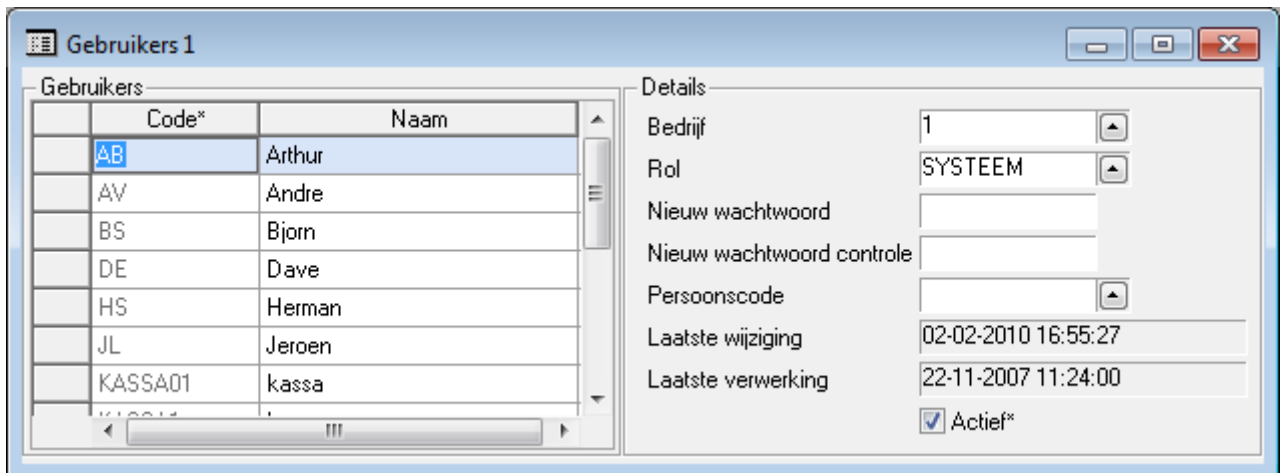 Gebruikers 1
Gebruikers
Code* Naam
AB Arthur
AV Andre
BS Bjorn
DE Dave
HS Herman
JL Jeroen
KASSA01 kassa
Details
Bedrijf 1
Rol SYSTEEM
Nieuw wachtwoord
Nieuw wachtwoord controle
Persoonscode
Laatste wijziging 02-02-2010 16:55:27
Laatste verwerking 22-11-2007 11:24:00
Actief*